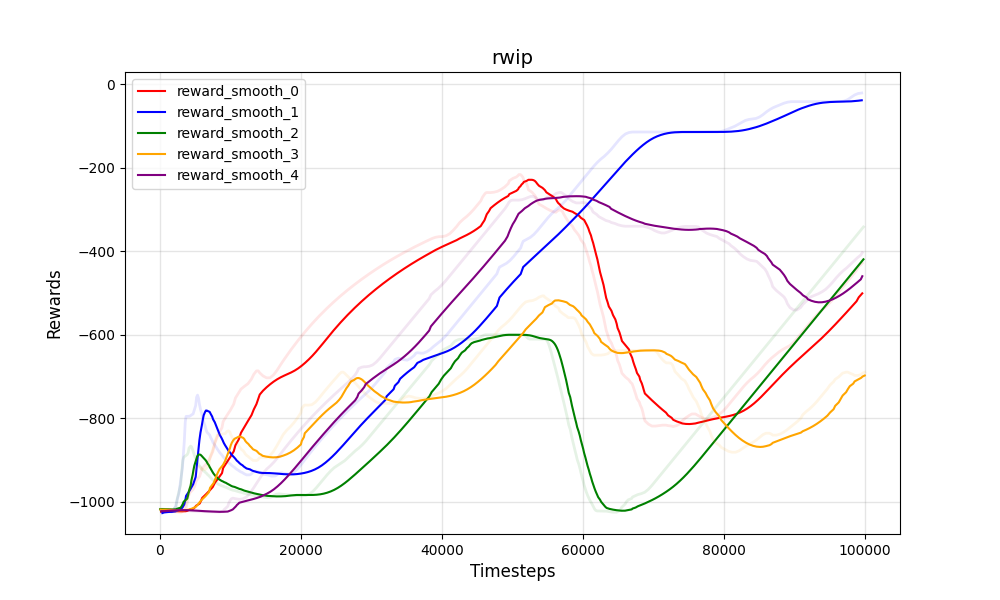 rwip
reward_smooth_0
reward_smooth_1
reward_smooth_2
reward_smooth_3
reward_smooth_4
0
−200
−400
−600
−800
−1000
Rewards
0 20000 40000 60000 80000 100000
Timesteps